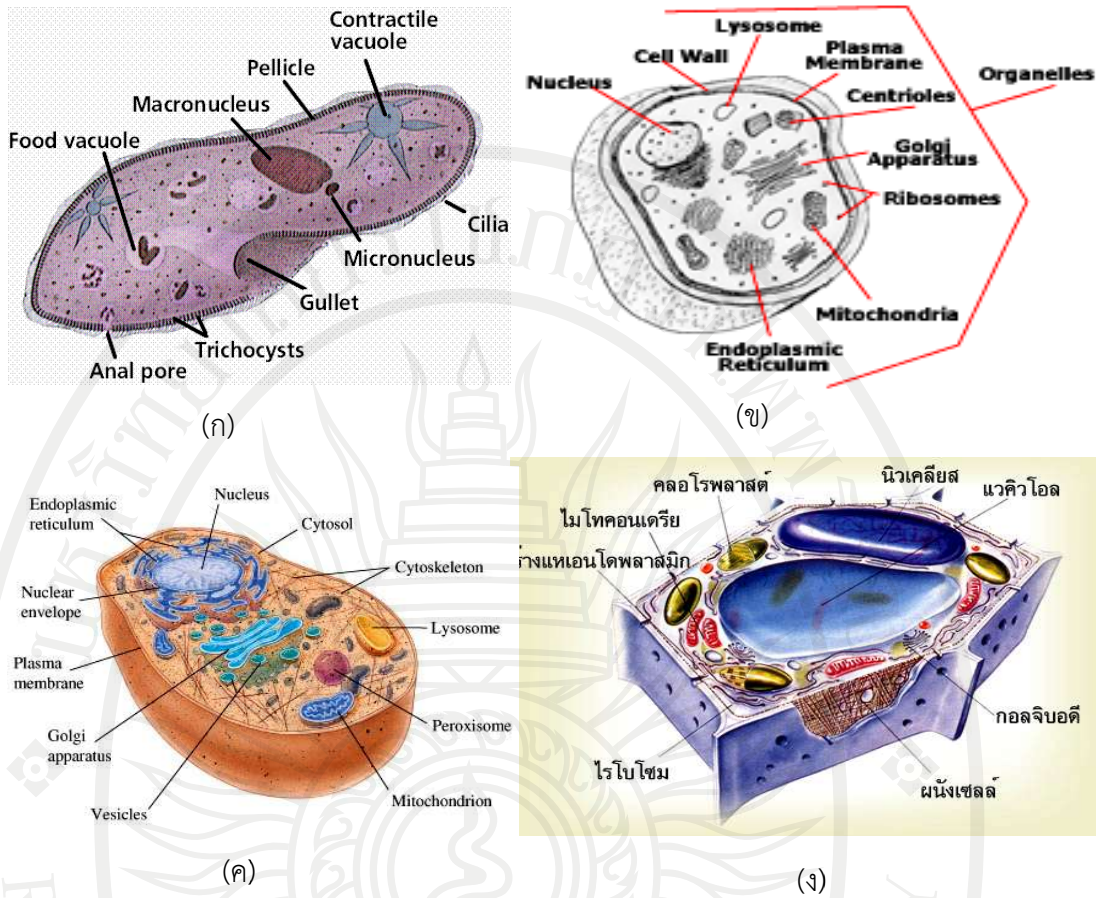 Contractile
vacuole
Pellicle
Macronucleus
Food vacuole
Cilia
Micronucleus
Gullet
Trichocysts
Anal pore
(ก)
Lysosome
Cell Wall
Plasma
Membrane
Nucleus
Centrioles
Organelles
Golgi
Apparatus
Ribosomes
Mitochondria
Endoplasmic
Reticulum
(ข)
Endoplasmic
reticulum
Nucleus
Cytosol
Cytoskeleton
Nuclear
envelope
Lysosome
Plasma
membrane
Peroxisome
Golgi
apparatus
Mitochondrion
Vesicles
(ค)
นิวเคลียส
คลอโรพลาสต์
แวคิวโอล
ไมโทคอนเดรีย
ร่างแหเอนโดพลาสมิก
กอลจิบอดี
ไรโบโซม
ผนังเซลล์
(ง)